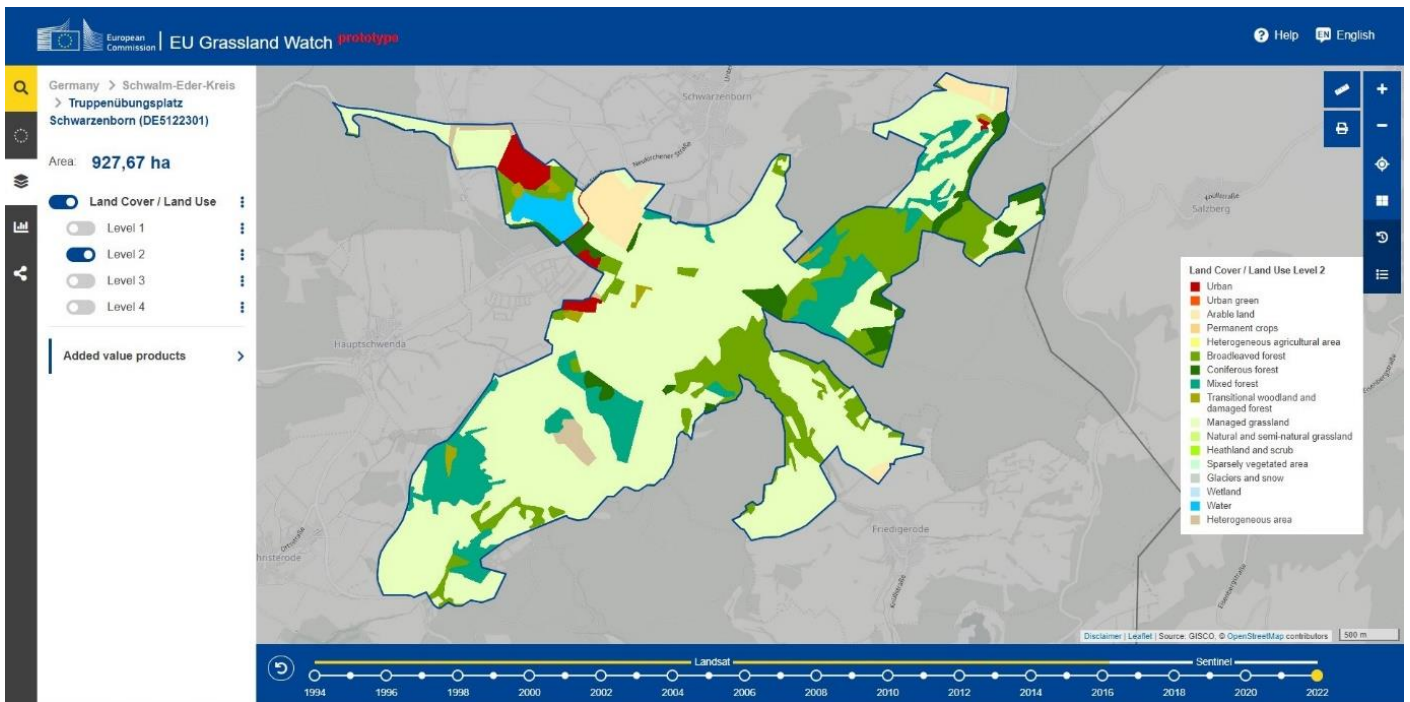 European
Commission
EU Grassland Watch prototype
Help
EN English
Germany > Schwalm-Eder-Kreis
> Truppenübungsplatz
Schwarzenborn (DE5122301)
Area: 927,67 ha
Land Cover / Land Use
Level 1
Level 2
Level 3
Level 4
Added value products
Schwarzenborn
Neukirchener Straße
Salzberg
Hauptschwenda
Friedigerode
Land Cover / Land Use Level 2
Urban
Urban green
Arable land
Permanent crops
Heterogeneous agricultural area
Broadleaved forest
Coniferous forest
Mixed forest
Transitional woodland and
damaged forest
Managed grassland
Natural and semi-natural grassland
Heathland and scrub
Sparsely vegetated area
Glaciers and snow
Wetland
Water
Heterogeneous area
Disclaimer | Leaflet | Source: GISCO, © OpenStreetMap contributors
500 m
Landsat
Sentinel
1994 1996 1998 2000 2002 2004 2006 2008 2010 2012 2014 2016 2018 2020 2022